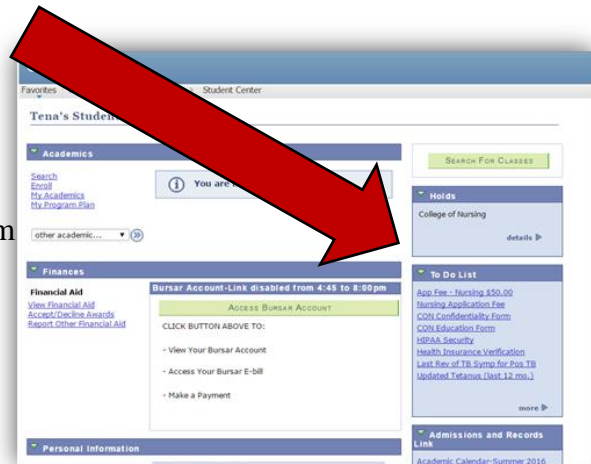 Favorites
Student Center
Tena's Studen
Academics
Search
Enroll
My Academics
My Program Plan
You are
m
other academic...
Finances
Financial Aid
View Financial Aid
Accept/Decline Awards
Report Other Financial Aid
Bursar Account-Link disabled from 4:45 to 8:00pm
ACCESS BURSAR ACCOUNT
CLICK BUTTON ABOVE TO:
- View Your Bursar Account
- Access Your Bursar E-bill
- Make a Payment
Personal Information
SEARCH FOR CLASSES
Holds
College of Nursing
details
To Do List
App Fee - Nursing $50.00
Nursing Application Fee
CON Confidentiality Form
CON Education Form
HIPAA Security
Health Insurance Verification
Last Rev of TB Symp for Pos TB
Updated Tetanus (last 12 mo.)
more
Admissions and Records
Link
Academic Calendar-Summer 2016